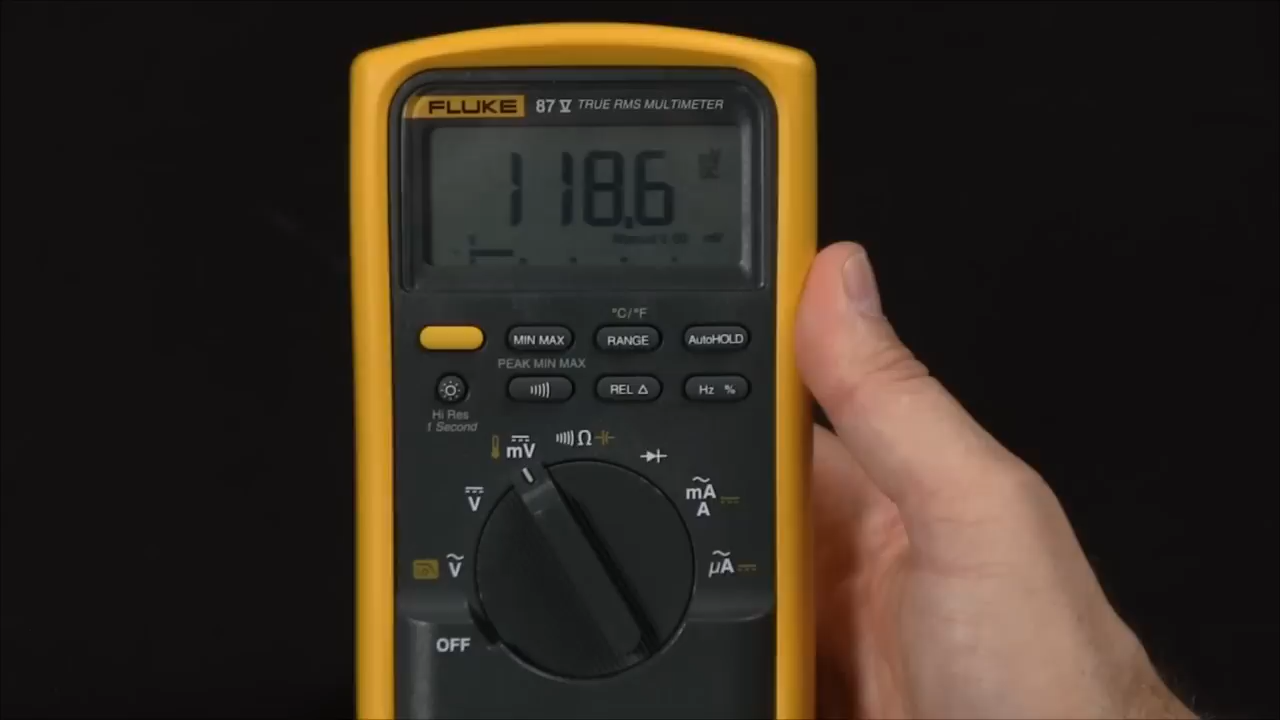 FLUKE 87 V TRUE RMS MULTIMETER
118.6
°C/°F
MIN MAX RANGE AutoHOLD
PEAK MIN MAX
REL Δ Hz %
Hi Res
1 Second
mV Ω
V mA
A
V µA
OFF